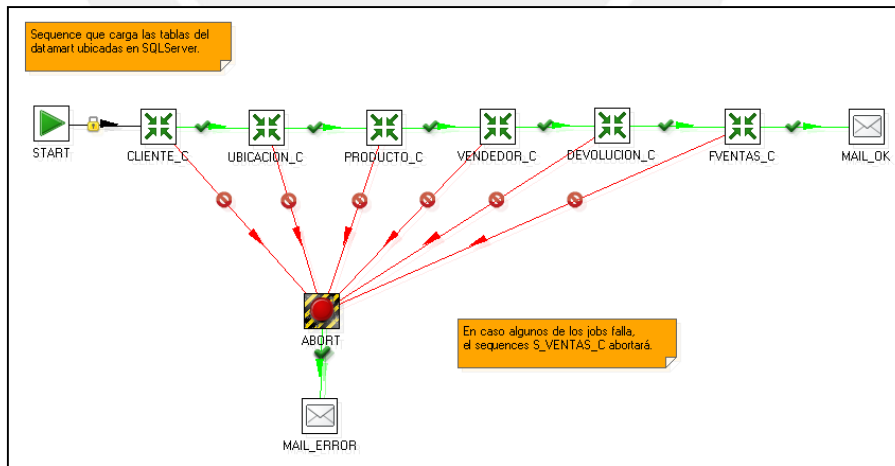 Sequence que carga las tablas del
datamart ubicadas en SQLServer.
START
CLIENTE_C
UBICACION_C
PRODUCTO_C
VENDEDOR_C
DEVOLUCION_C
FVENTAS_C
MAIL_OK
ABORT
En caso algunos de los jobs falla,
el sequences S_VENTAS_C abortará.
MAIL_ERROR